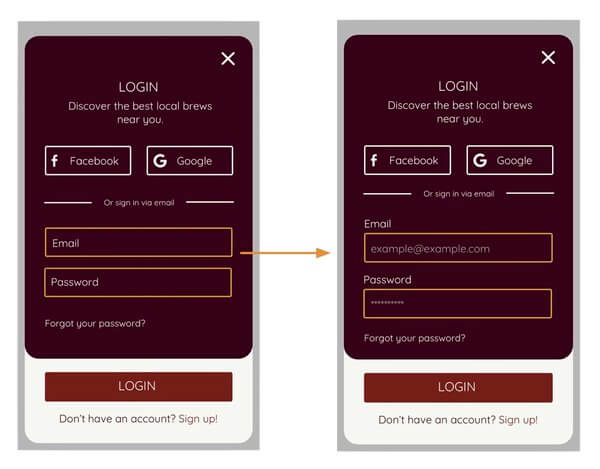 LOGIN
Discover the best local brews
near you.
Facebook
Google
Or sign in via email
Email
Password
Forgot your password?
LOGIN
Don't have an account? Sign up!
LOGIN
Discover the best local brews
near you.
Facebook
Google
Or sign in via email
Email
example@example.com
Password
**********
Forgot your password?
LOGIN
Don't have an account? Sign up!